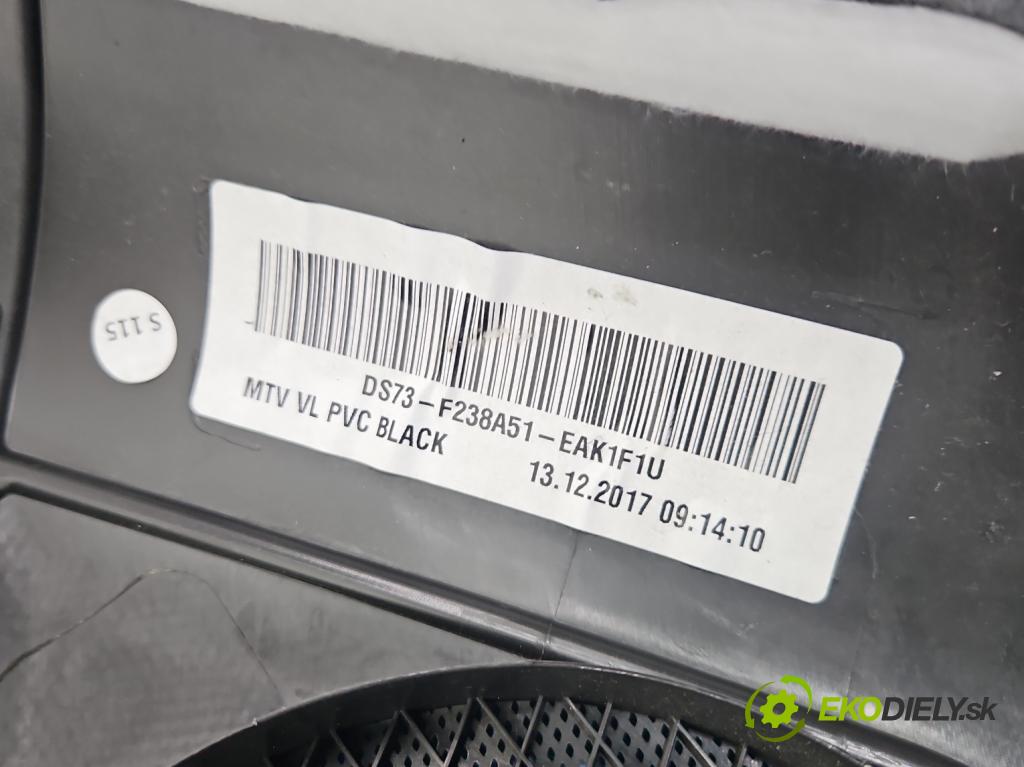 S 115
DS73-F238A51-EAK1F1U
MTV VL PVC BLACK
13.12.2017 09:14:10
EKODIELY.sk